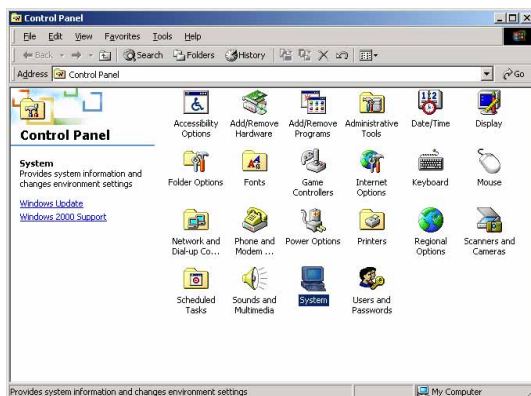 Control Panel
File Edit View Favorites Tools Help
Back Search Folders History
Address Control Panel Go
Control Panel
System
Provides system information and
changes environment settings
Windows Update
Windows 2000 Support
Accessibility
Options
Add/Remove
Hardware
Add/Remove
Programs
Administrative
Tools
Date/Time
Display
Folder Options
Fonts
Game
Controllers
Internet
Options
Keyboard
Mouse
Network and
Dial-up Co...
Phone and
Modem ...
Power Options
Printers
Regional
Options
Scanners and
Cameras
Scheduled
Tasks
Sounds and
Multimedia
System
Users and
Passwords
Provides system information and changes environment settings My Computer